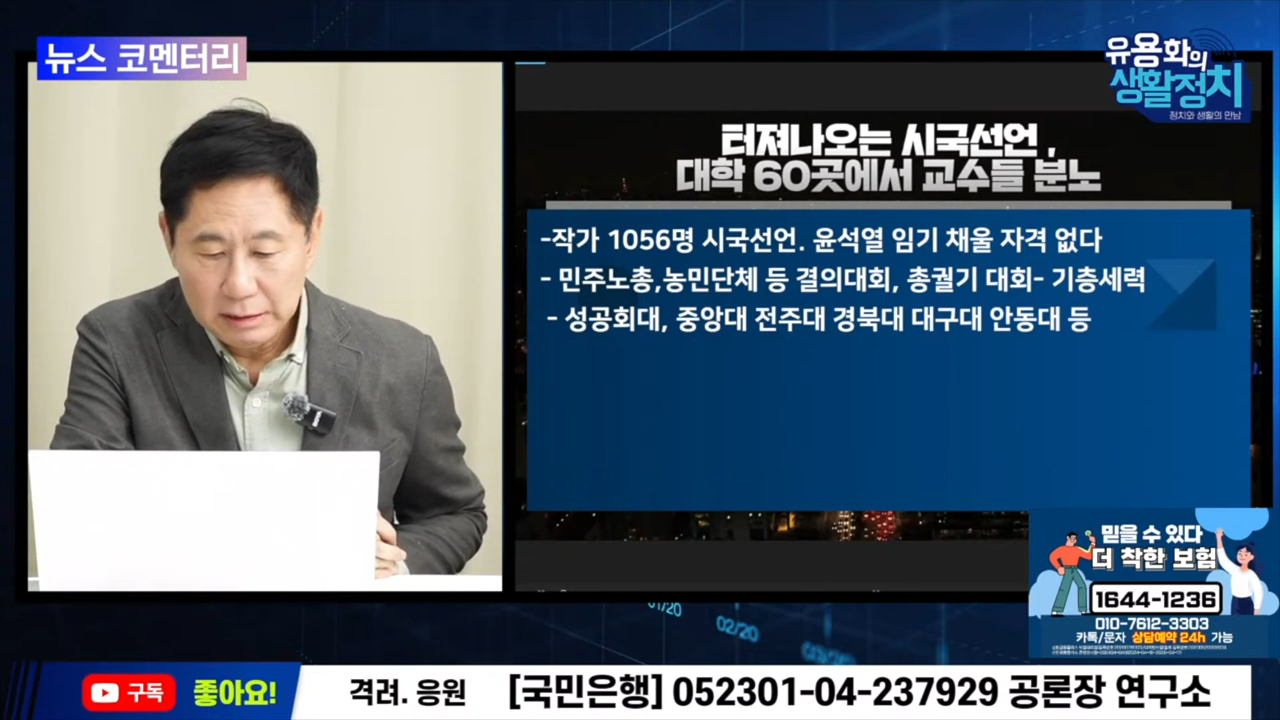 뉴스 코멘터리
유용화의
생활정치
정치와 생활의 만남
터져나오는 시국선언 ,
대학 60곳에서 교수들 분노
-작가 1056명 시국선언. 윤석열 임기 채울 자격 없다
- 민주노총,농민단체 등 결의대회, 총궐기 대회- 기층세력
- 성공회대, 중앙대 전주대 경북대 대구대 안동대 등
믿을 수 있다
더 착한 보험
1644-1236
010-7612-3303
카톡/문자 상담예약 24h 가능
01/20
02/20
구독 좋아요! 격려. 응원 [국민은행] 052301-04-237929 공론장 연구소